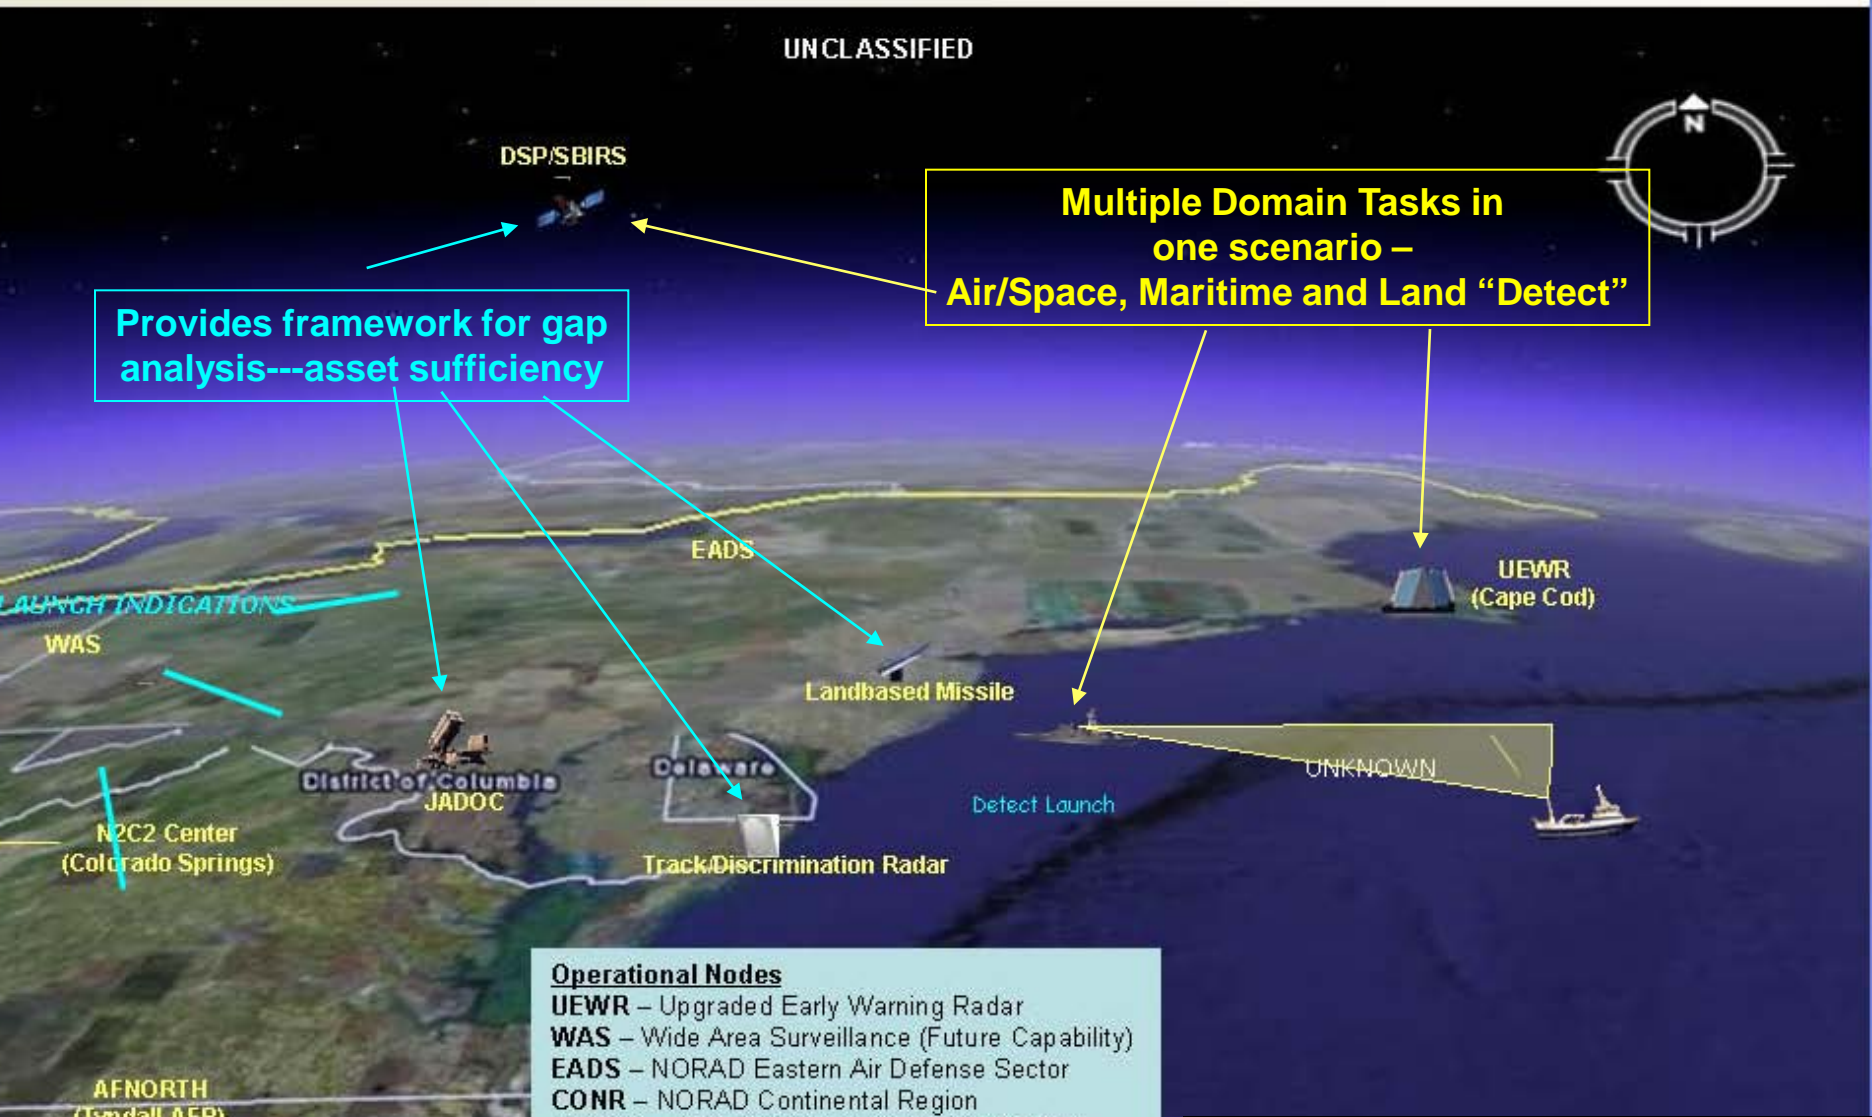 UNCLASSIFIED
N
DSP/SBIRS
Multiple Domain Tasks in
one scenario –
Air/Space, Maritime and Land “Detect”
Provides framework for gap
analysis---asset sufficiency
EADS
UEWR
(Cape Cod)
LAUNCH INDICATIONS
WAS
Landbased Missile
UNKNOWN
District of Columbia
JADOC
Delaware
Detect Launch
N2C2 Center
(Colorado Springs)
Track/Discrimination Radar
Operational Nodes
UEWR – Upgraded Early Warning Radar
WAS – Wide Area Surveillance (Future Capability)
EADS – NORAD Eastern Air Defense Sector
CONR – NORAD Continental Region
AFNORTH
(Tyndall AFB)